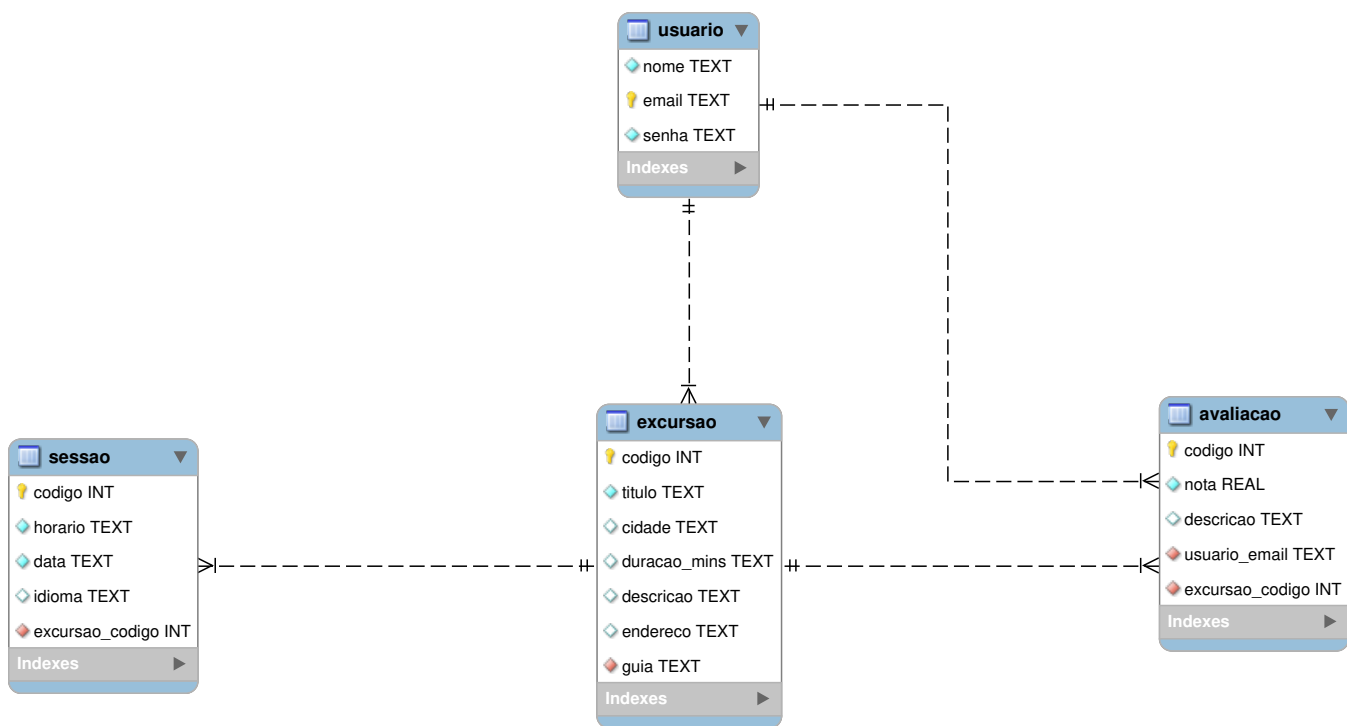 usuario
nome TEXT
email TEXT
senha TEXT
Indexes
excursao
codigo INT
titulo TEXT
cidade TEXT
duracao_mins TEXT
descricao TEXT
endereco TEXT
guia TEXT
Indexes
avaliacao
codigo INT
nota REAL
descricao TEXT
usuario_email TEXT
excursao_codigo INT
Indexes
sessao
codigo INT
horario TEXT
data TEXT
idioma TEXT
excursao_codigo INT
Indexes